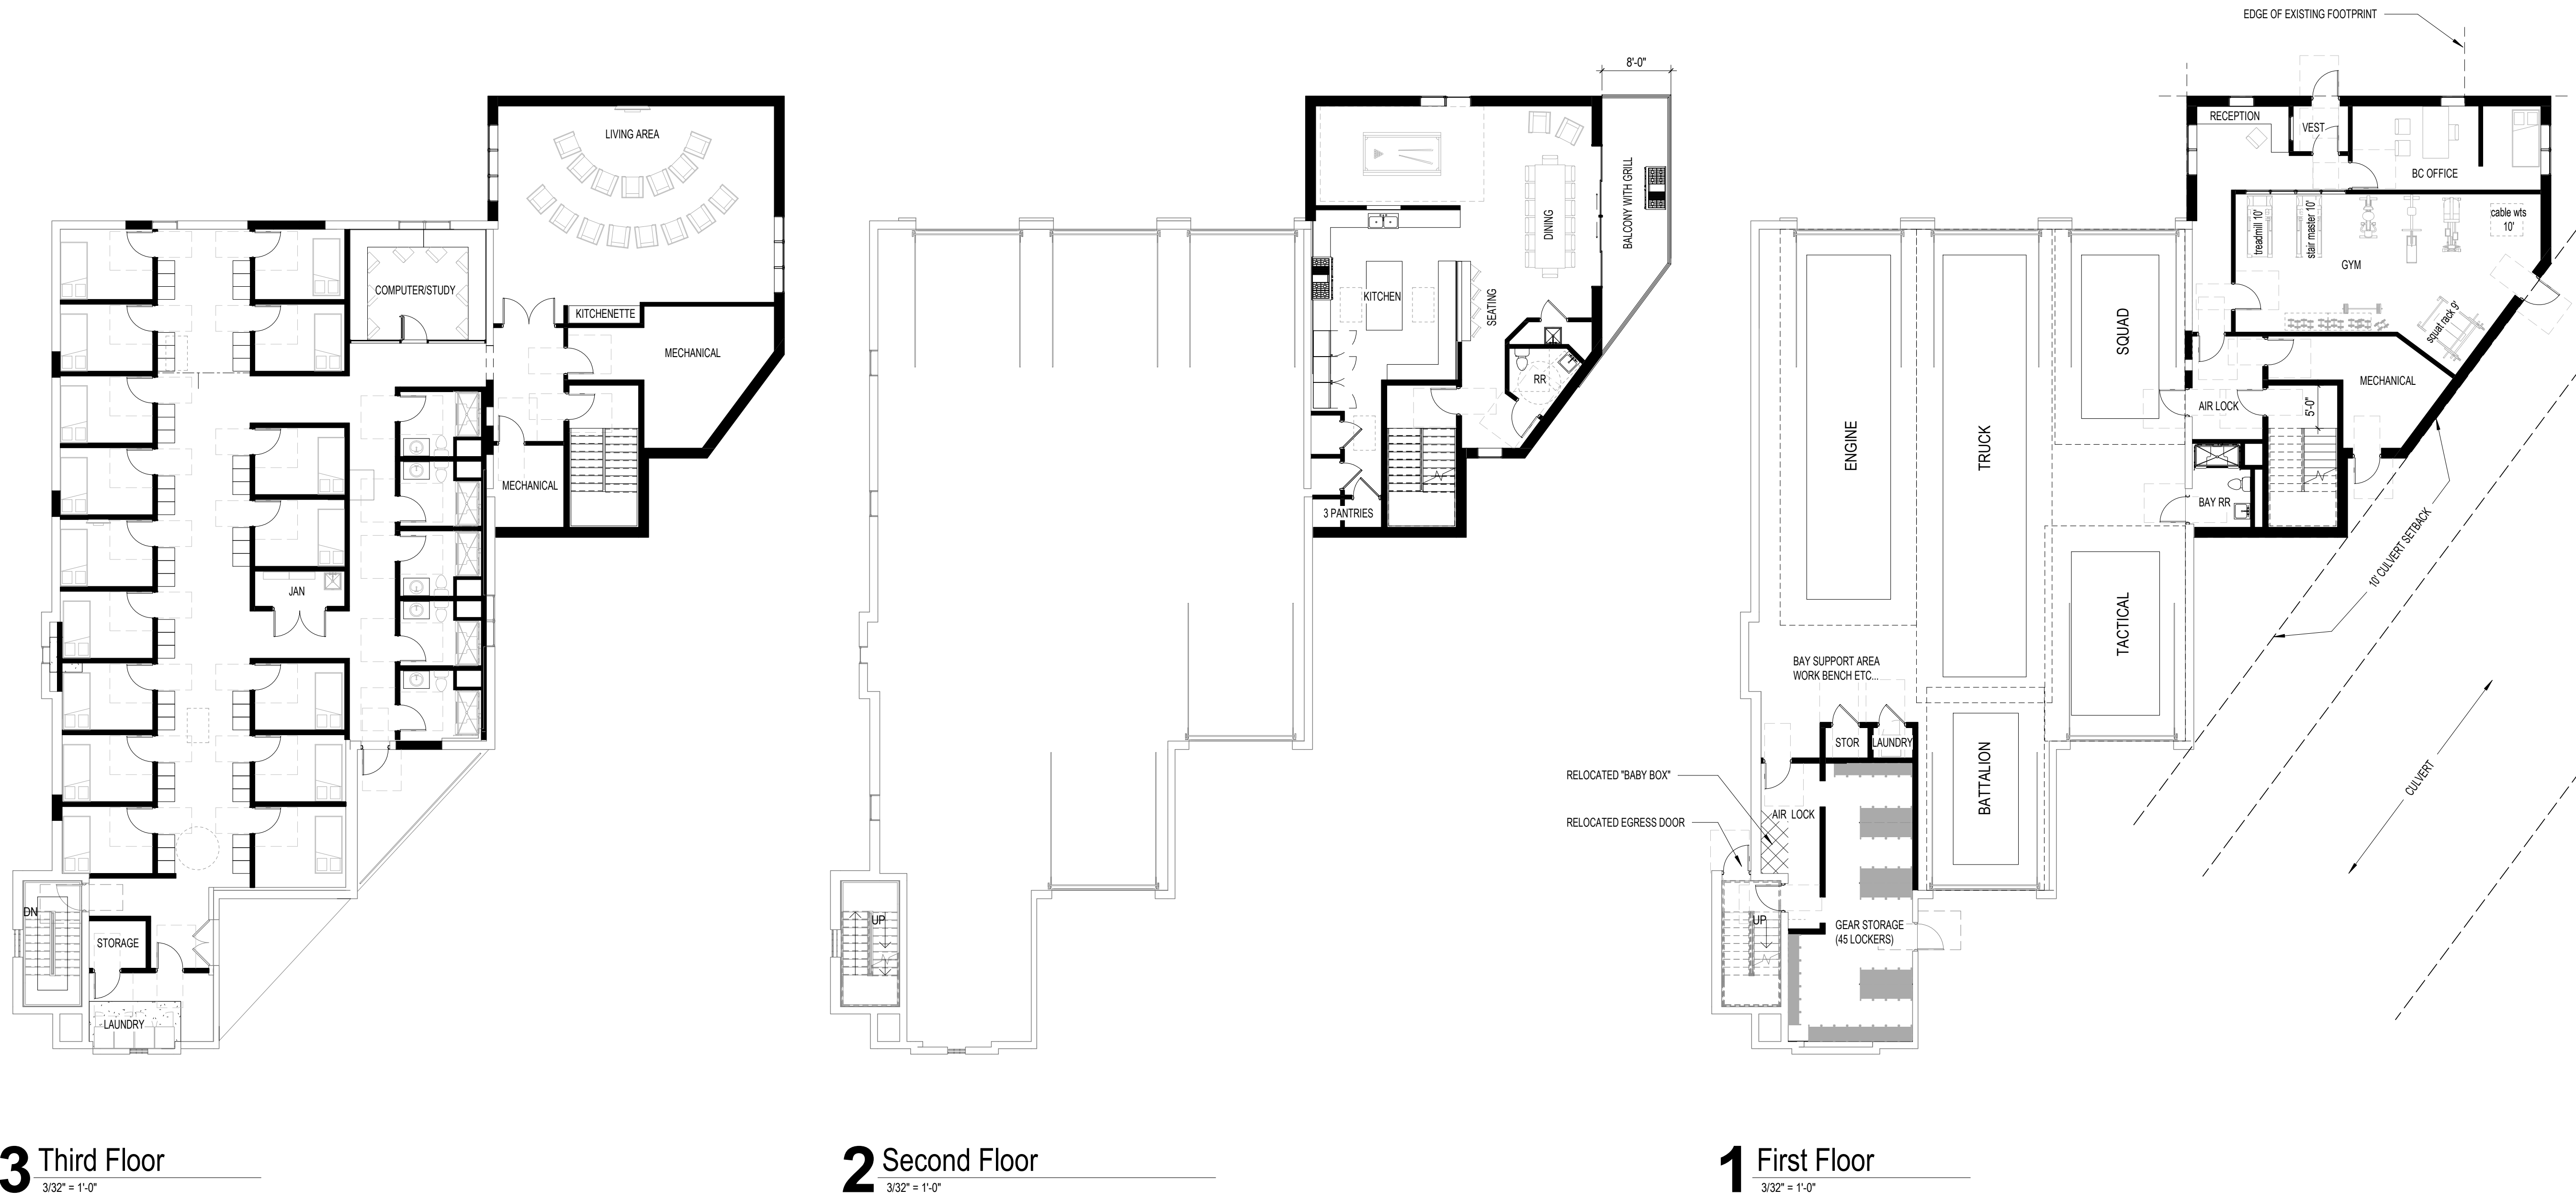 LIVING AREA
COMPUTER/STUDY
KITCHENETTE
MECHANICAL
MECHANICAL
JAN
DN
STORAGE
LAUNDRY
3 Third Floor
3/32" = 1'-0"
8'-0"
BALCONY WITH GRILL
DINING
KITCHEN
SEATING
RR
3 PANTRIES
UP
2 Second Floor
3/32" = 1'-0"
EDGE OF EXISTING FOOTPRINT
RECEPTION
VEST
BC OFFICE
treadmill 10'
stair master 10'
cable wts
10'
GYM
squat rack 9'
SQUAD
MECHANICAL
AIR LOCK
5'-0"
ENGINE
TRUCK
BAY RR
10' CULVERT SETBACK
TACTICAL
BAY SUPPORT AREA
WORK BENCH ETC...
STOR
LAUNDRY
BATTALION
CULVERT
RELOCATED "BABY BOX"
AIR LOCK
RELOCATED EGRESS DOOR
UP
GEAR STORAGE
(45 LOCKERS)
1 First Floor
3/32" = 1'-0"